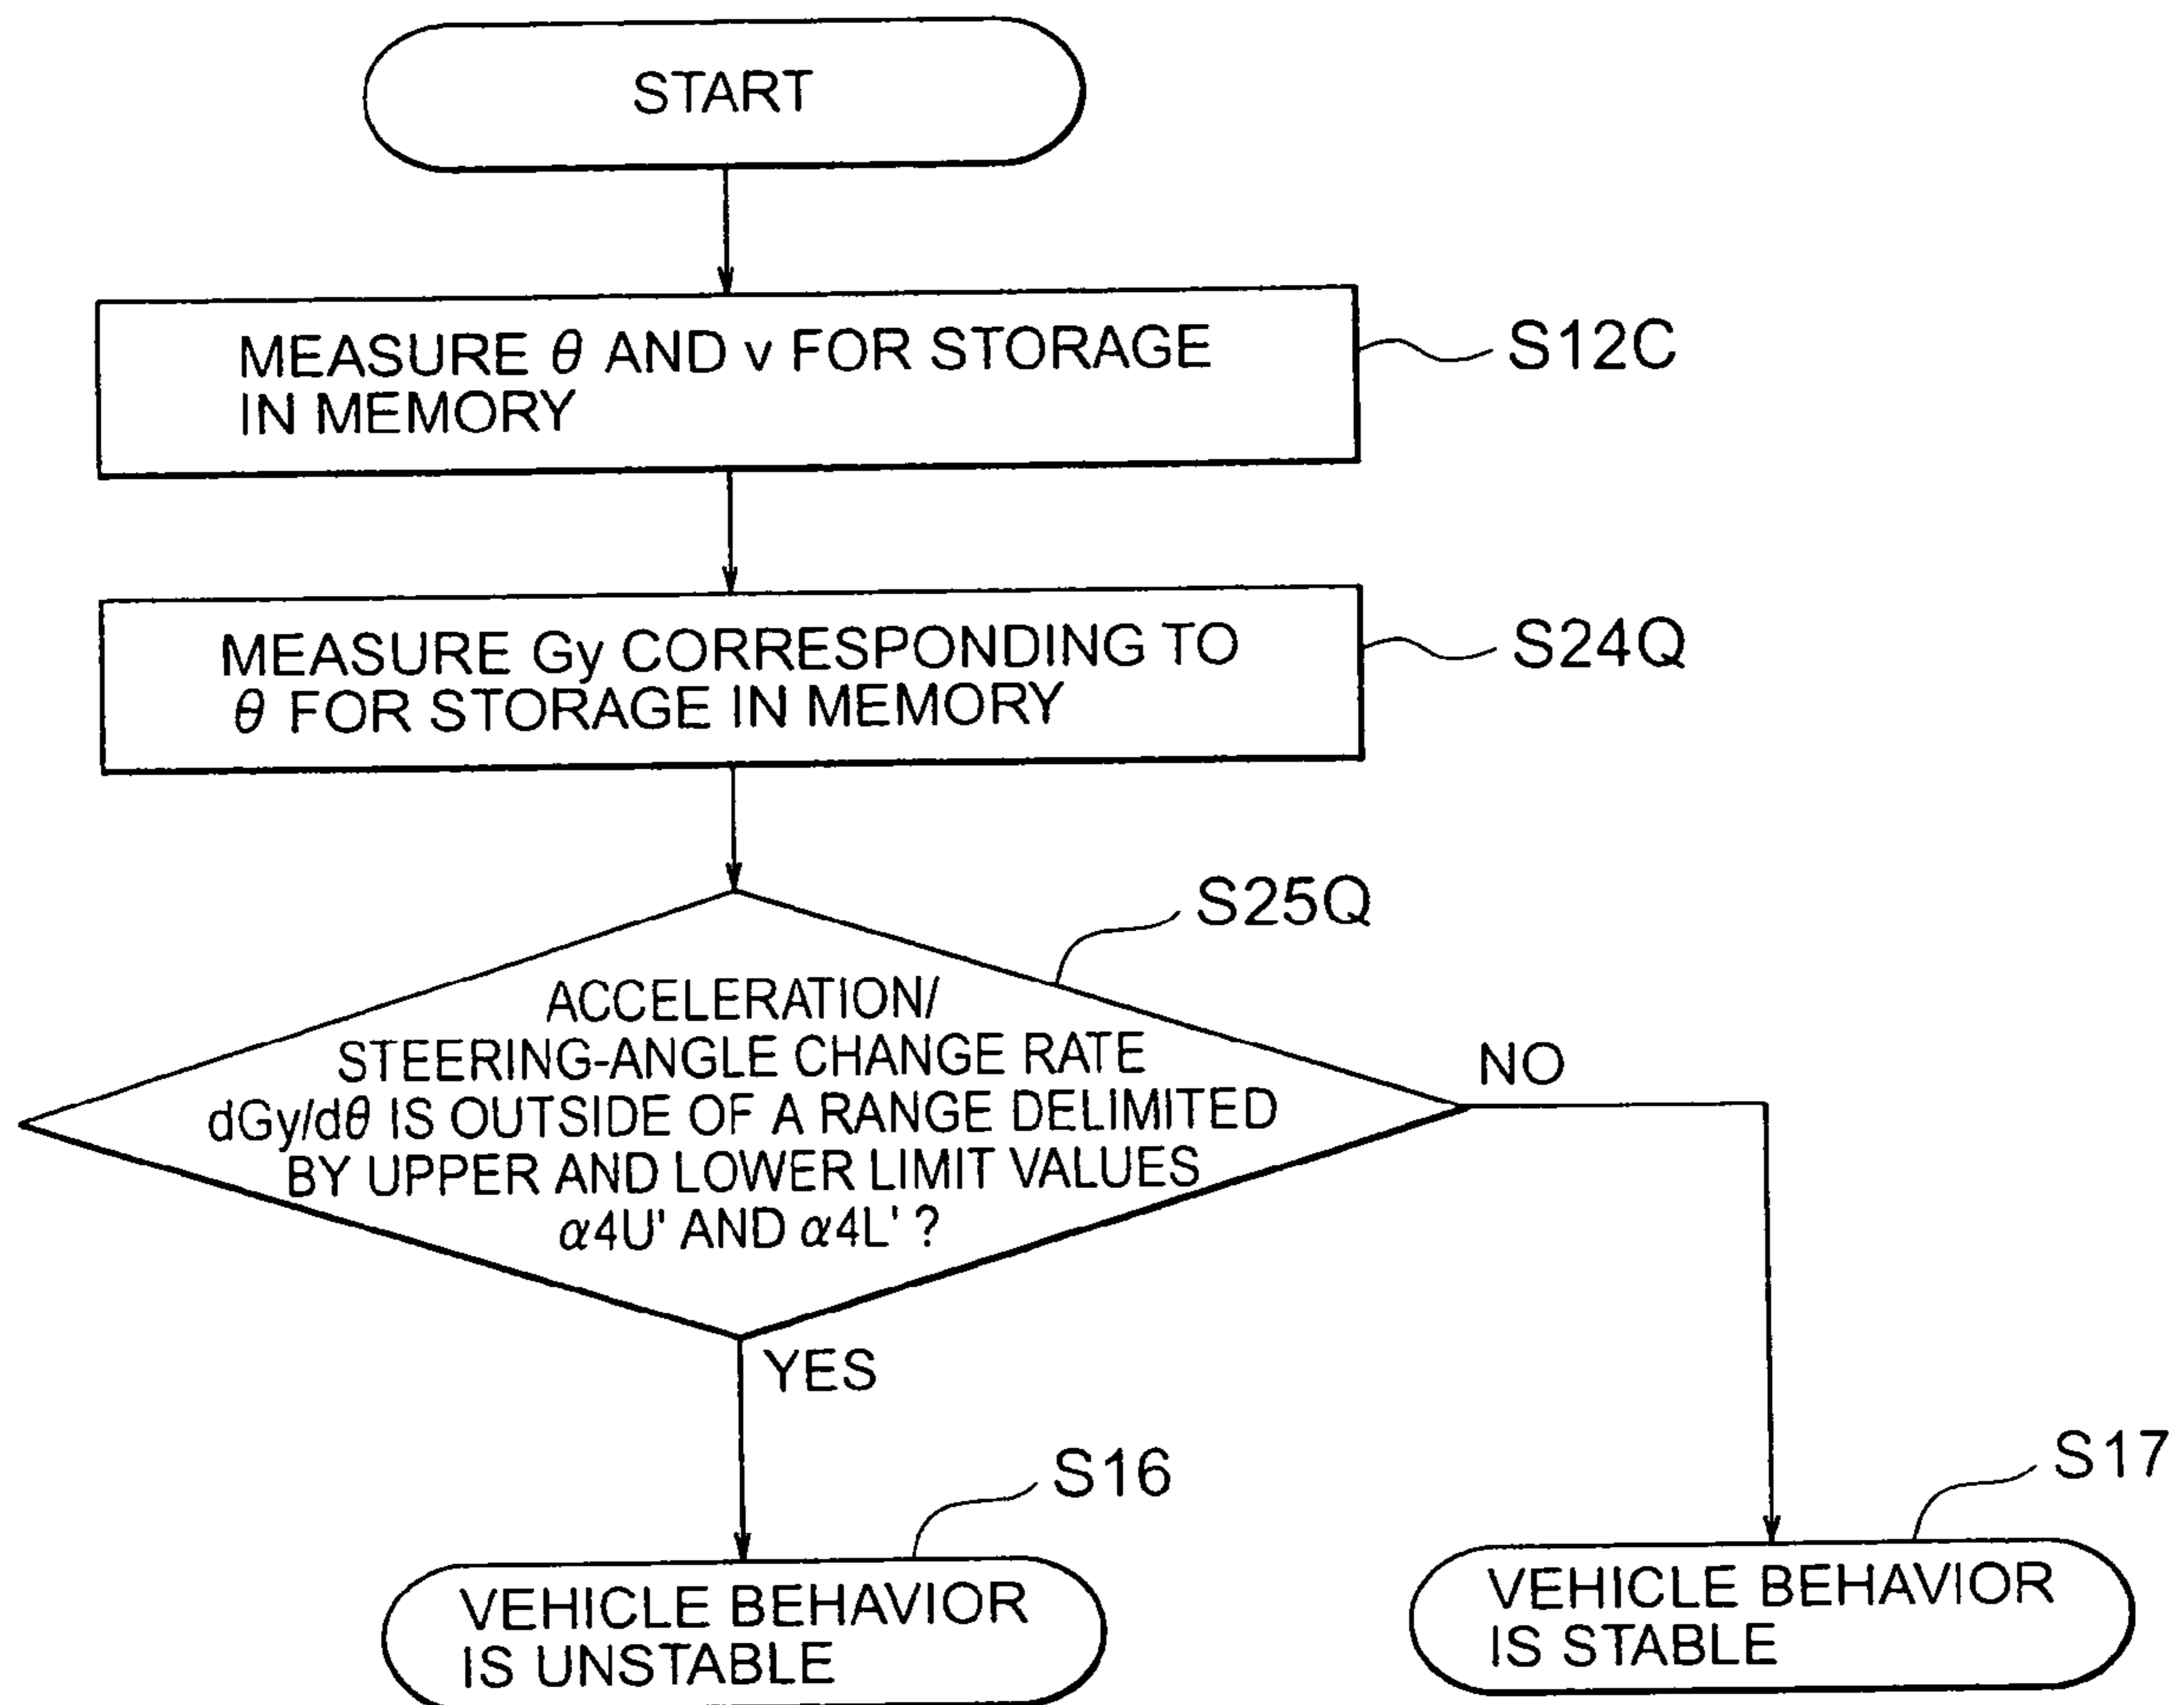 START
MEASURE θ AND v FOR STORAGE
IN MEMORY
S12C
MEASURE Gy CORRESPONDING TO
θ FOR STORAGE IN MEMORY
S24Q
S25Q
ACCELERATION/
STEERING-ANGLE CHANGE RATE
dGy/dθ IS OUTSIDE OF A RANGE DELIMITED
BY UPPER AND LOWER LIMIT VALUES
α4U' AND α4L' ?
NO
YES
S16
VEHICLE BEHAVIOR
IS UNSTABLE
S17
VEHICLE BEHAVIOR
IS STABLE